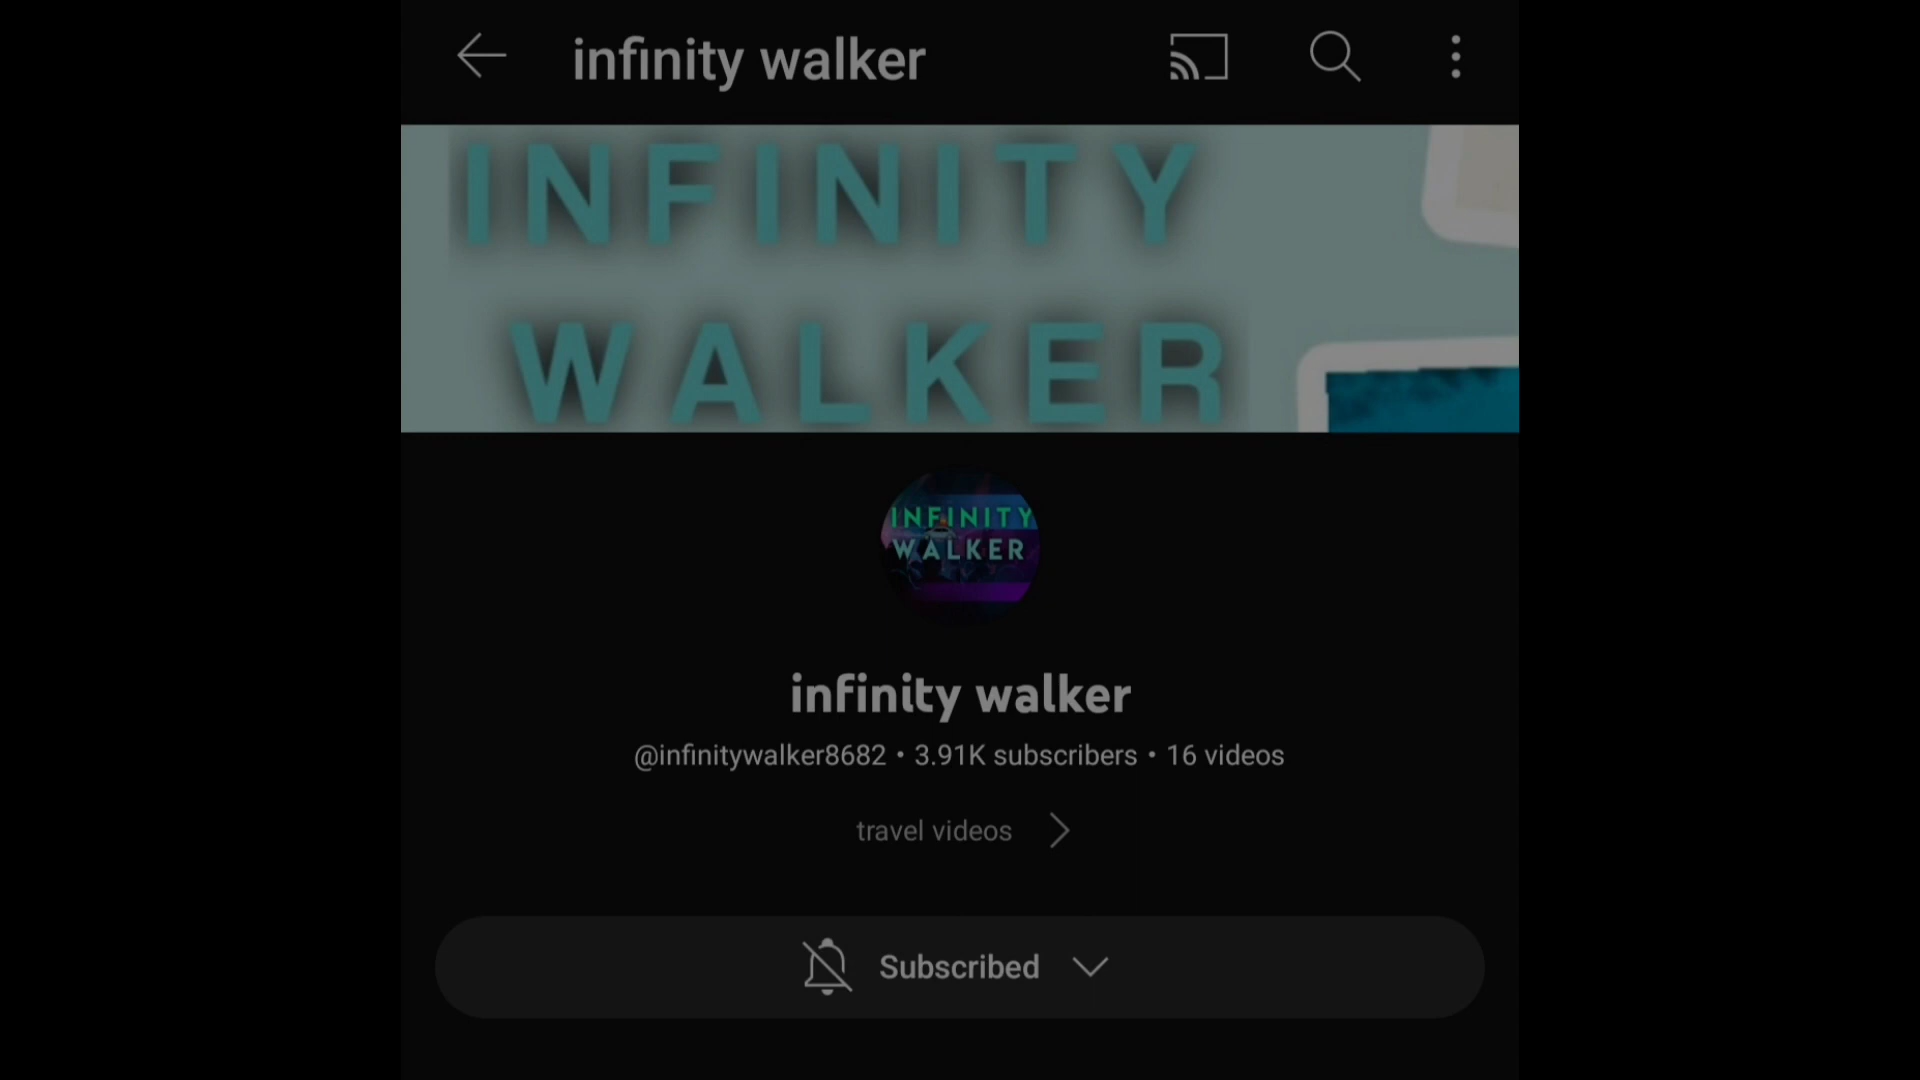 infinity walker
INFINITY
WALKER
INFINITY
WALKER
infinity walker
@infinitywalker8682 • 3.91K subscribers • 16 videos
travel videos
Subscribed